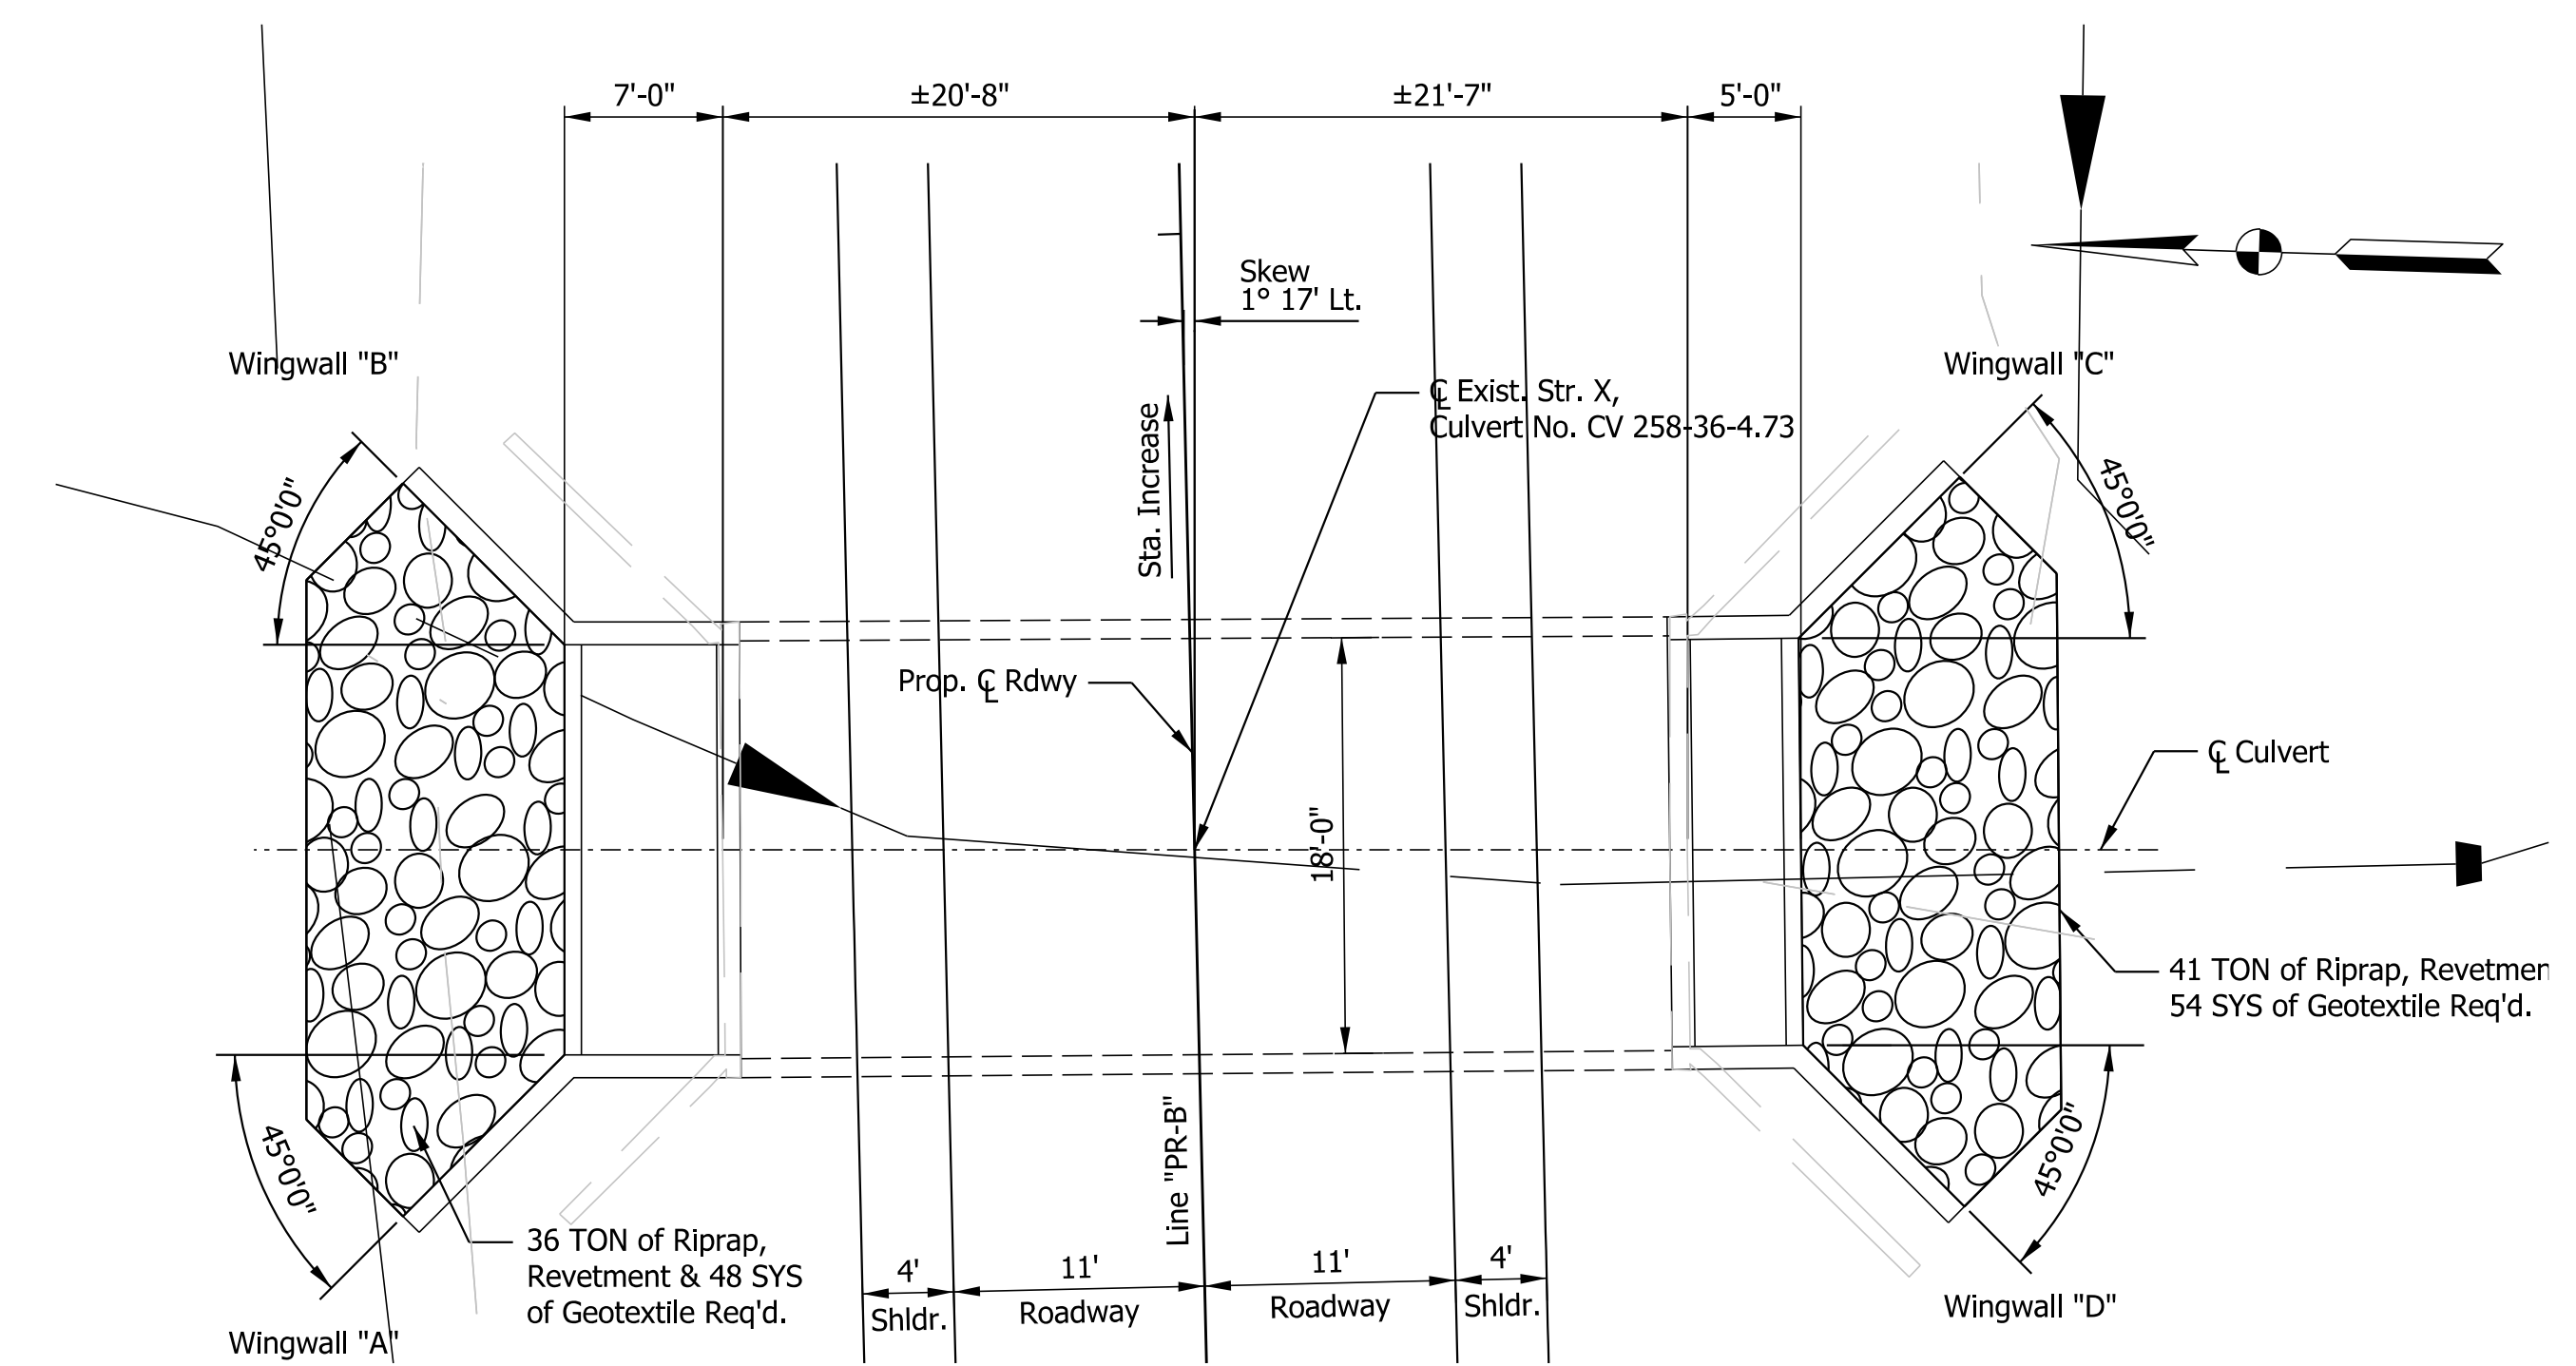 7'-0"
±20'-8"
±21'-7"
5'-0"
Skew
1° 17' Lt.
Wingwall "B"
Wingwall "C"
℄ Exist. Str. X,
Culvert No. CV 258-36-4.73
Sta. Increase
45°0'0"
45°0'0"
Prop. ℄ Rdwy
℄ Culvert
18'-0"
41 TON of Riprap, Revetmen
54 SYS of Geotextile Req'd.
45°0'0"
45°0'0"
Line "PR-B"
36 TON of Riprap,
Revetment & 48 SYS
of Geotextile Req'd.
4'
11'
11'
4'
Shldr.
Roadway
Roadway
Shldr.
Wingwall "D"
Wingwall "A"